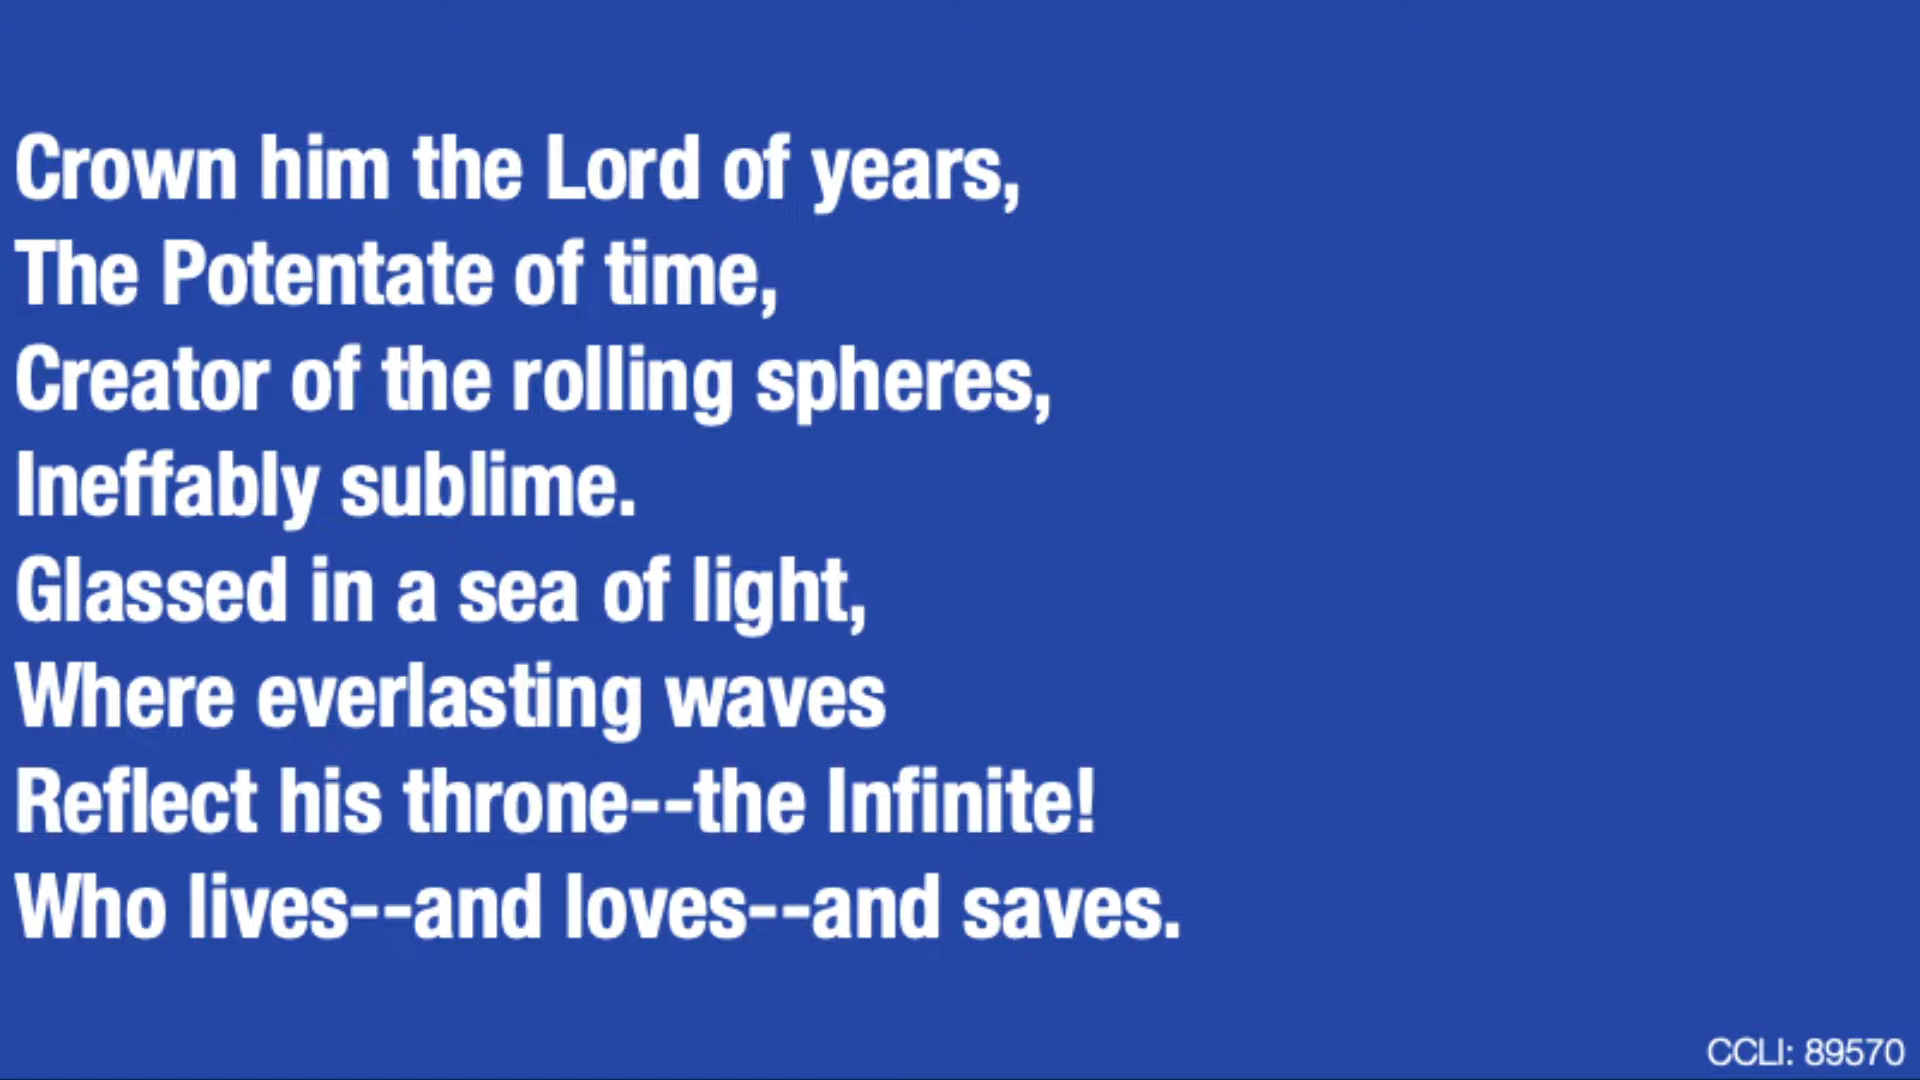 Crown him the Lord of years,
The Potentate of time,
Creator of the rolling spheres,
Ineffably sublime.
Glassed in a sea of light,
Where everlasting waves
Reflect his throne--the Infinite!
Who lives--and loves--and saves.
CCLI: 89570